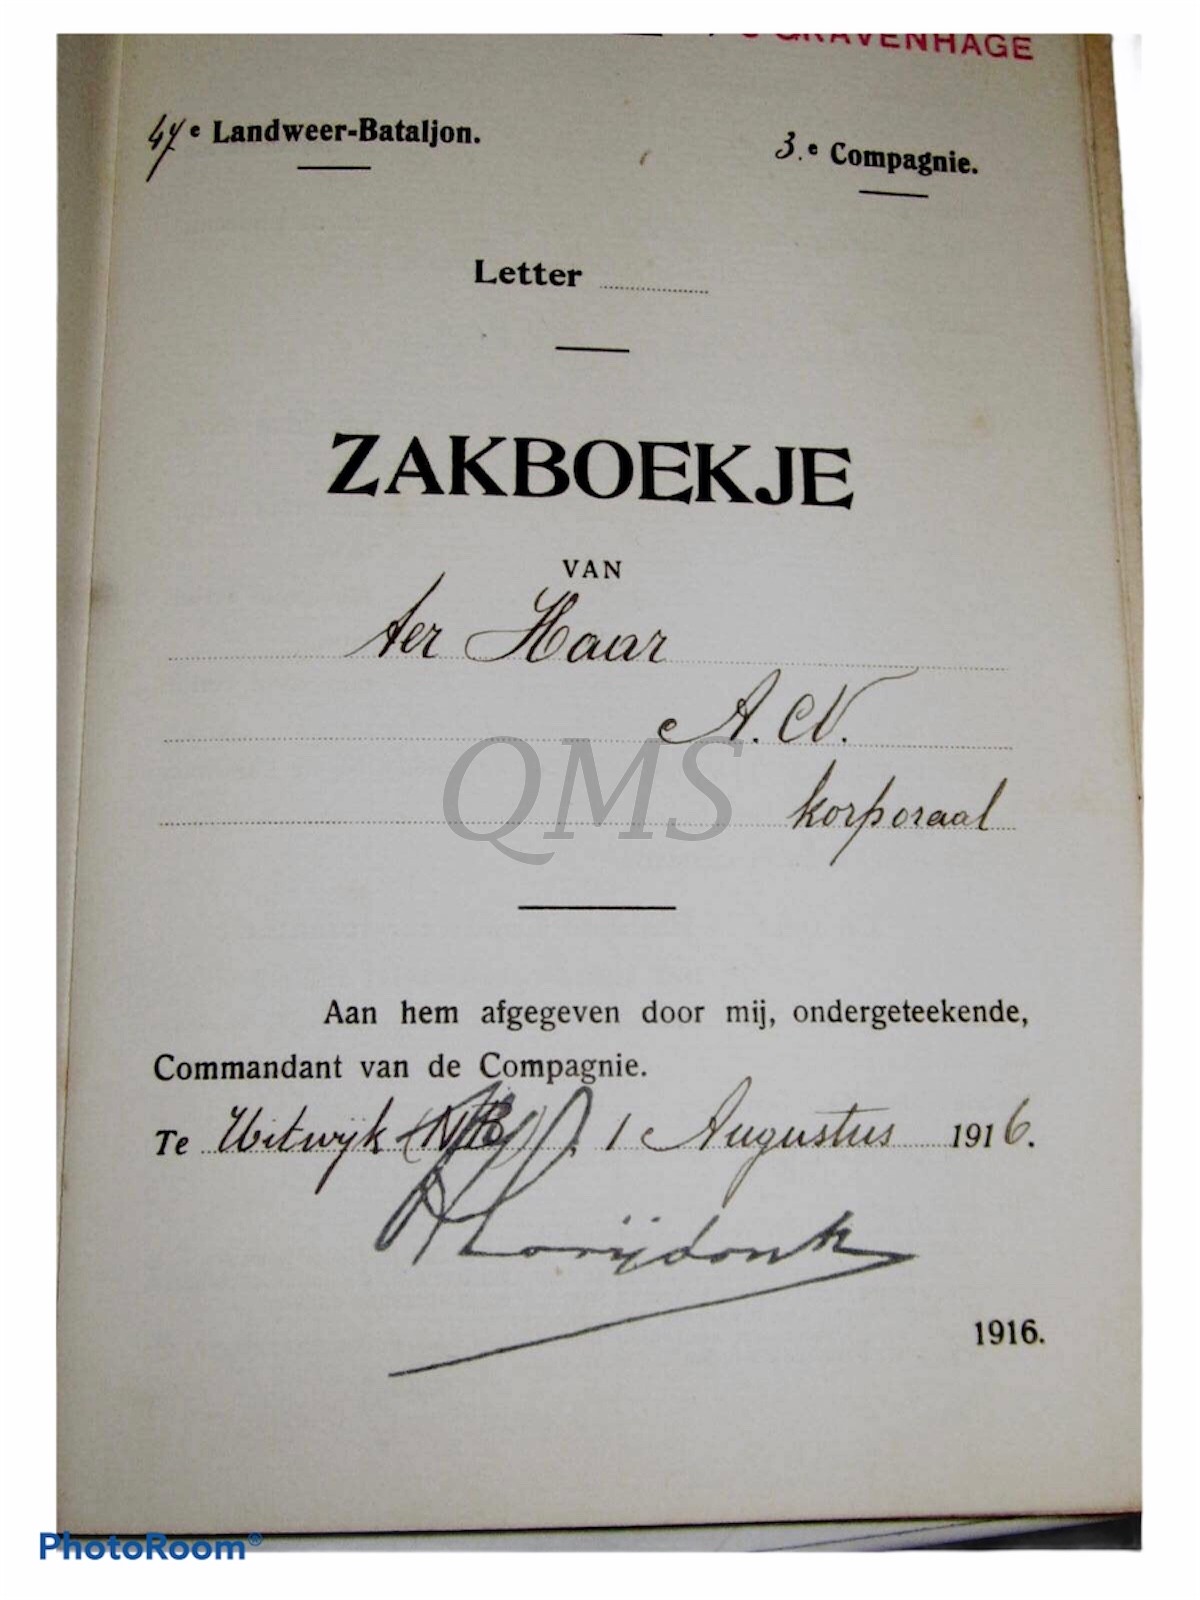 'S GRAVENHAGE
47e Landweer-Bataljon.
3.e Compagnie.
Letter
ZAKBOEKJE
VAN
ter Haar
A. N.
korporaal
QMS
Aan hem afgegeven door mij, ondergeteekende,
Commandant van de Compagnie.
Te Uitwijk (NB) 1 Augustus 1916.
1916.
PhotoRoom®